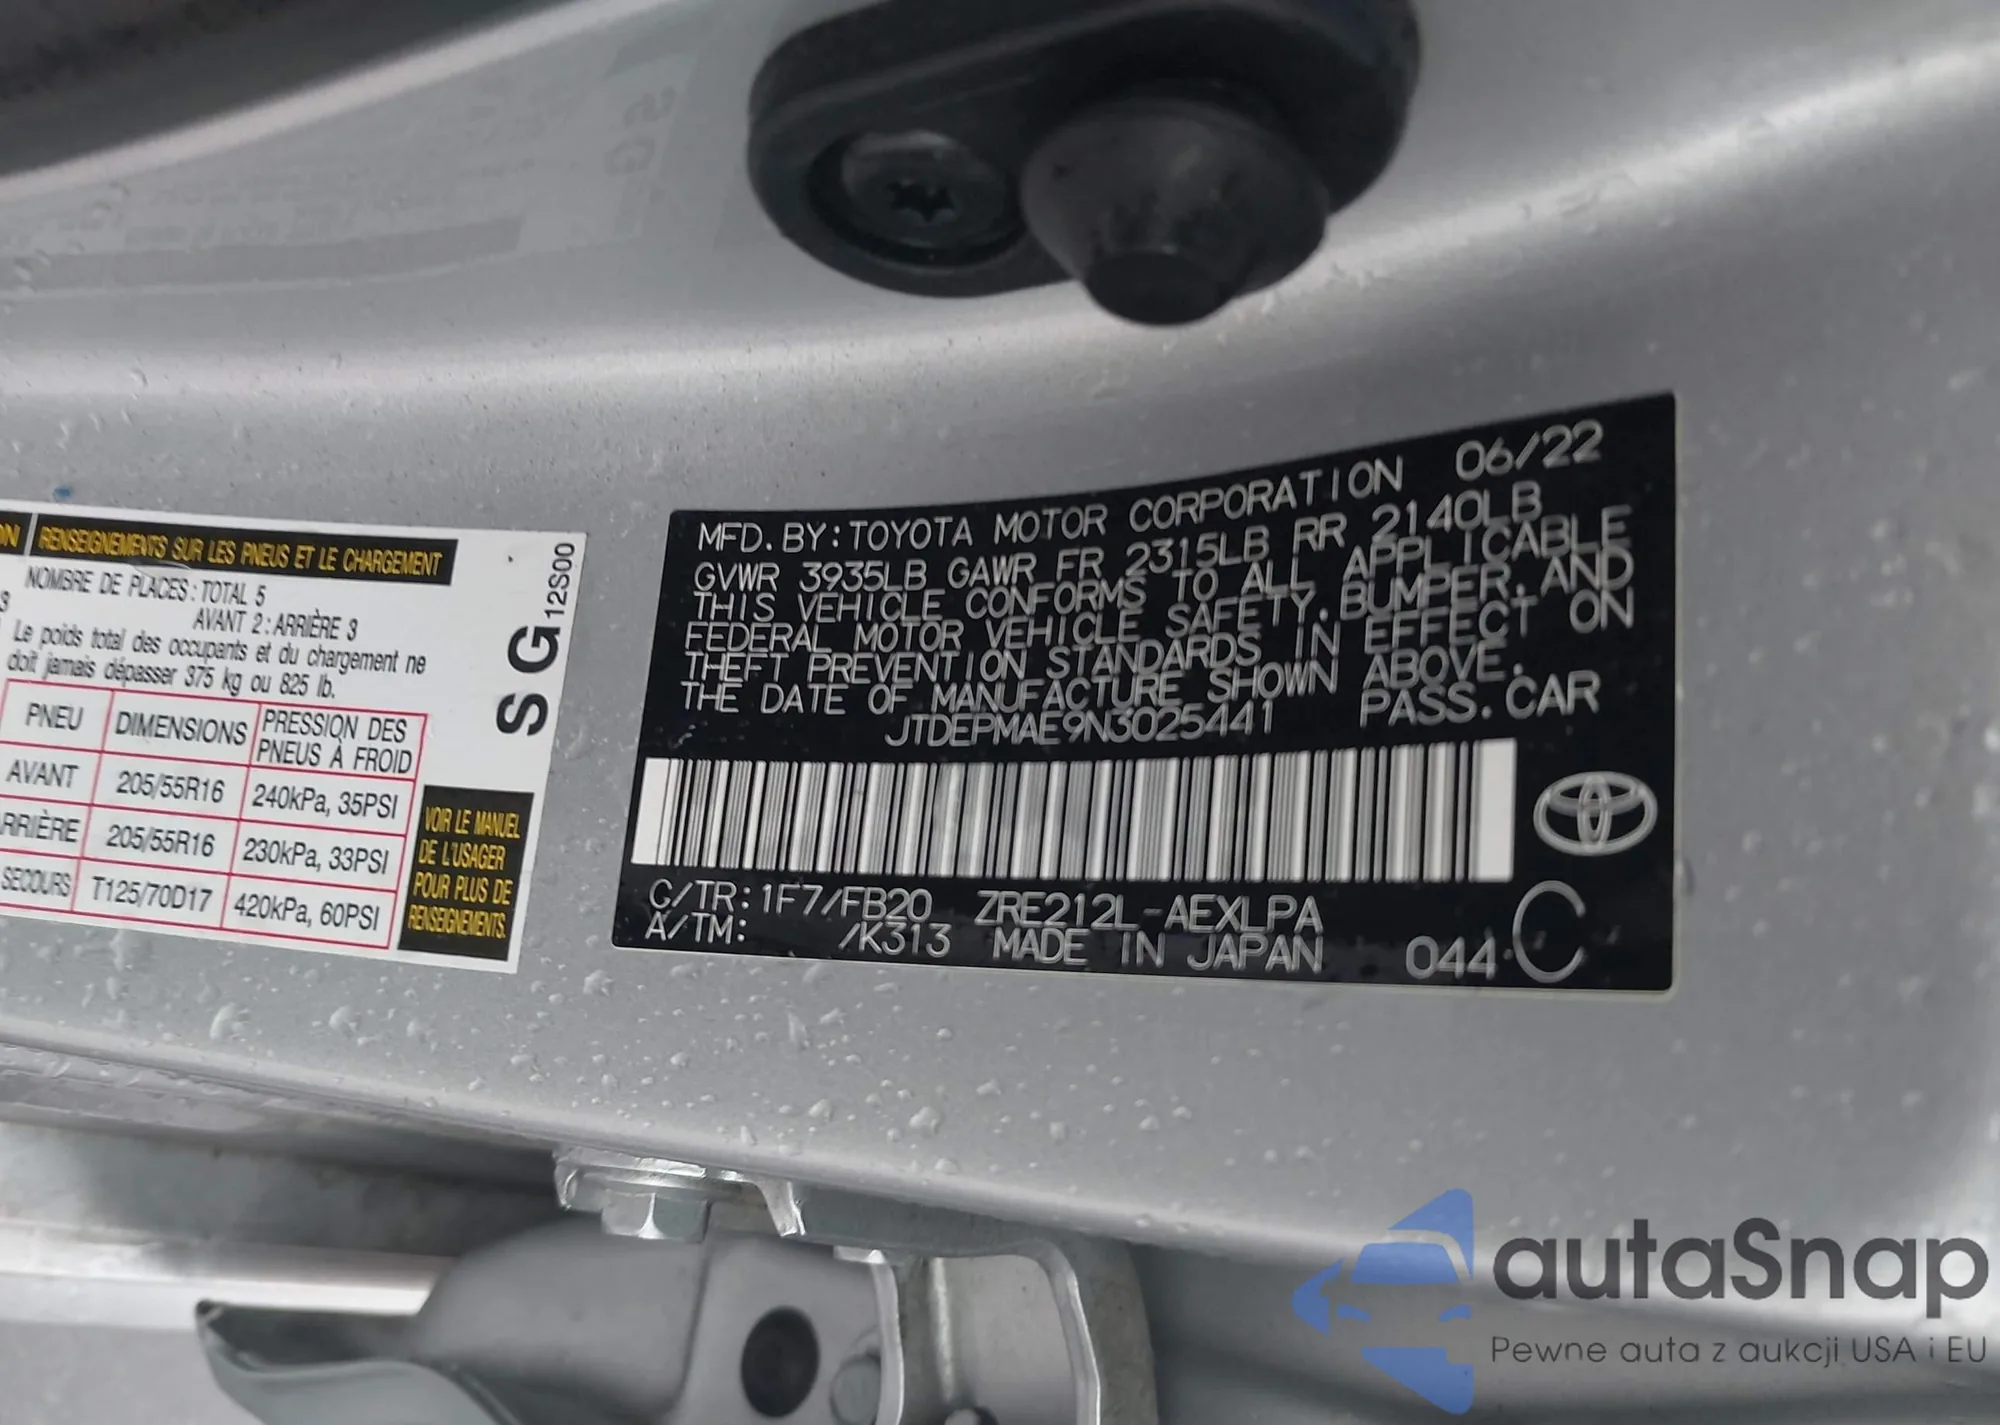 ON RENSEIGNEMENTS SUR LES PNEUS ET LE CHARGEMENT
NOMBRE DE PLACES : TOTAL 5
AVANT 2 : ARRIÈRE 3
Le poids total des occupants et du chargement ne
doit jamais dépasser 375 kg ou 825 lb.
PNEU DIMENSIONS PRESSION DES PNEUS À FROID
AVANT 205/55R16 240kPa, 35PSI
RRIÈRE 205/55R16 230kPa, 33PSI
SECOURS T125/70D17 420kPa, 60PSI
VOIR LE MANUEL
DE L'USAGER
POUR PLUS DE
RENSEIGNEMENTS.
SG 12S00
MFD. BY: TOYOTA MOTOR CORPORATION 06/22
GVWR 3935LB GAWR FR 2315LB RR 2140LB
THIS VEHICLE CONFORMS TO ALL APPLICABLE
FEDERAL MOTOR VEHICLE SAFETY, BUMPER, AND
THEFT PREVENTION STANDARDS IN EFFECT ON
THE DATE OF MANUFACTURE SHOWN ABOVE.
JTDEPMAE9N3025441 PASS. CAR
C/TR: 1F7/FB20 ZRE212L-AEXLPA
A/TM: /K313 MADE IN JAPAN 044 C
autaSnap
Pewne auta z aukcji USA i EU